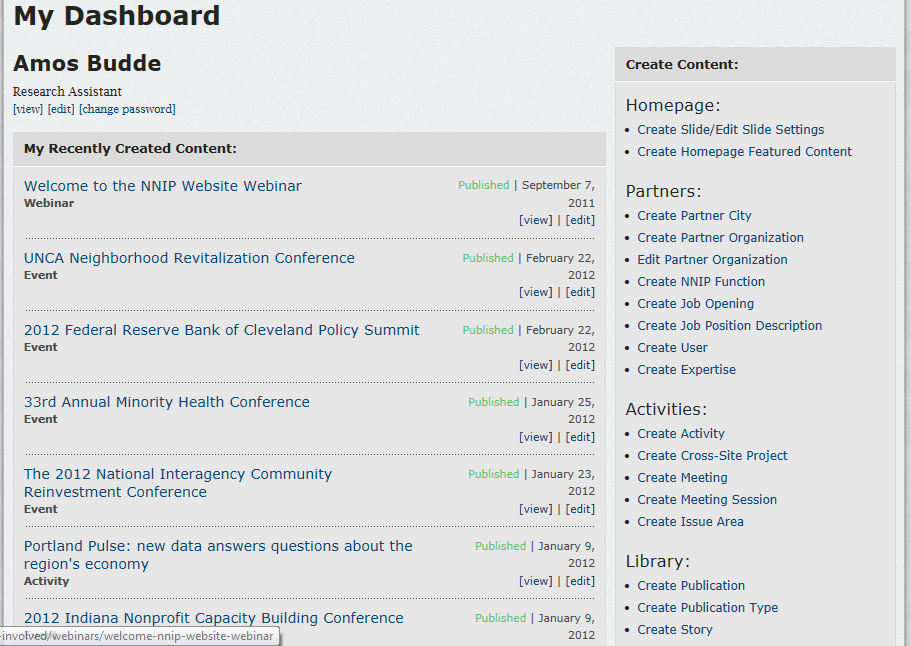 My Dashboard
Amos Budde
Research Assistant
[view] [edit] [change password]
My Recently Created Content:
Welcome to the NNIP Website Webinar
Published | September 7,
2011
Webinar
[view] | [edit]
UNCA Neighborhood Revitalization Conference
Published | February 22,
2012
Event
[view] | [edit]
2012 Federal Reserve Bank of Cleveland Policy Summit
Published | February 22,
2012
Event
[view] | [edit]
33rd Annual Minority Health Conference
Published | January 25,
2012
Event
[view] | [edit]
The 2012 National Interagency Community
Reinvestment Conference
Published | January 23,
2012
Event
[view] | [edit]
Portland Pulse: new data answers questions about the
region's economy
Published | January 9,
2012
Activity
[view] | [edit]
2012 Indiana Nonprofit Capacity Building Conference
Published | January 9,
2012
-involved/webinars/welcome-nnip-website-webinar
Create Content:
Homepage:
• Create Slide/Edit Slide Settings
• Create Homepage Featured Content
Partners:
• Create Partner City
• Create Partner Organization
• Edit Partner Organization
• Create NNIP Function
• Create Job Opening
• Create Job Position Description
• Create User
• Create Expertise
Activities:
• Create Activity
• Create Cross-Site Project
• Create Meeting
• Create Meeting Session
• Create Issue Area
Library:
• Create Publication
• Create Publication Type
• Create Story